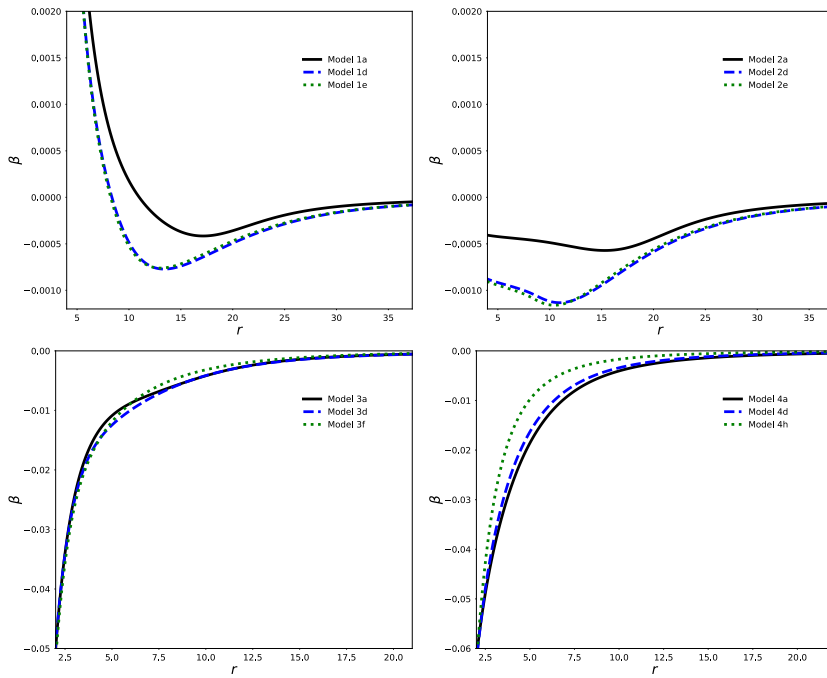 0.0020
0.0015
0.0010
0.0005
0.0000
−0.0005
−0.0010
β
5 10 15 20 25 30 35
r
Model 1a
Model 1d
Model 1e
0.0020
0.0015
0.0010
0.0005
0.0000
−0.0005
−0.0010
β
5 10 15 20 25 30 35
r
Model 2a
Model 2d
Model 2e
0.00
−0.01
−0.02
−0.03
−0.04
−0.05
β
2.5 5.0 7.5 10.0 12.5 15.0 17.5 20.0
r
Model 3a
Model 3d
Model 3f
0.00
−0.01
−0.02
−0.03
−0.04
−0.05
−0.06
β
2.5 5.0 7.5 10.0 12.5 15.0 17.5 20.0
r
Model 4a
Model 4d
Model 4h